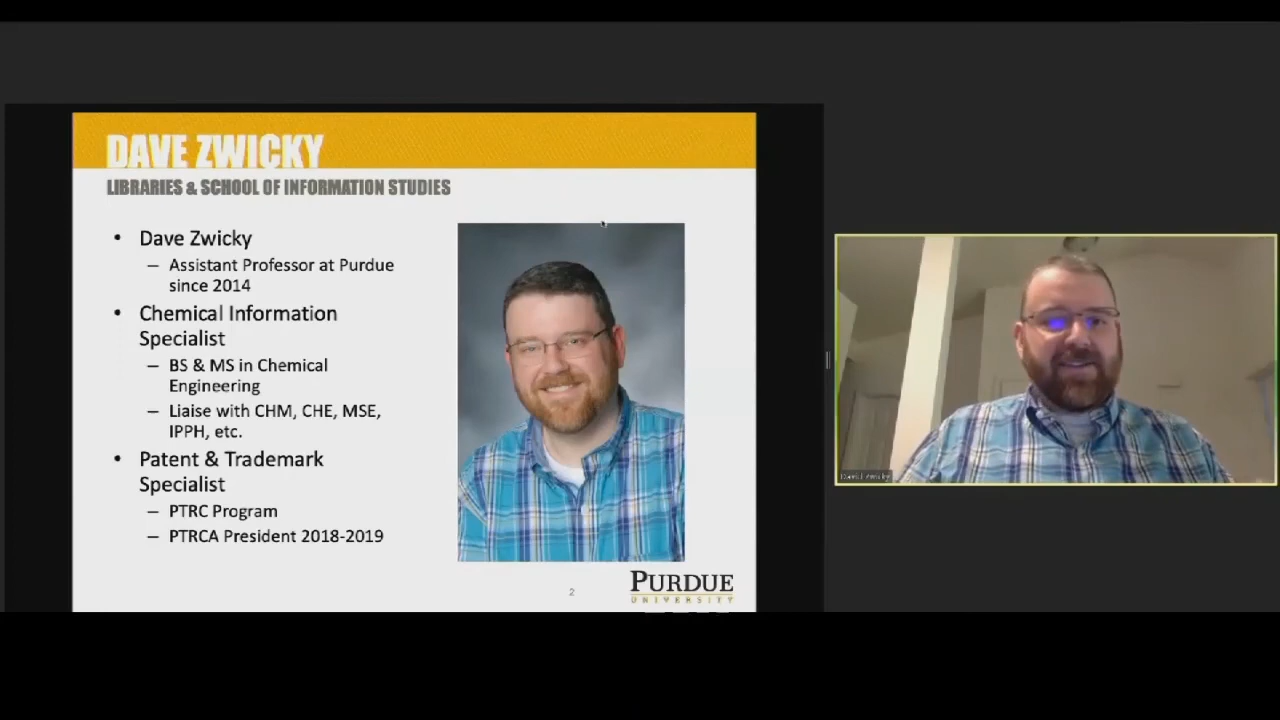 DAVE ZWICKY
LIBRARIES & SCHOOL OF INFORMATION STUDIES
• Dave Zwicky
– Assistant Professor at Purdue
since 2014
• Chemical Information
Specialist
– BS & MS in Chemical
Engineering
– Liaise with CHM, CHE, MSE,
IPPH, etc.
• Patent & Trademark
Specialist
– PTRC Program
– PTRCA President 2018-2019
2
PURDUE
UNIVERSITY
David Zwicky